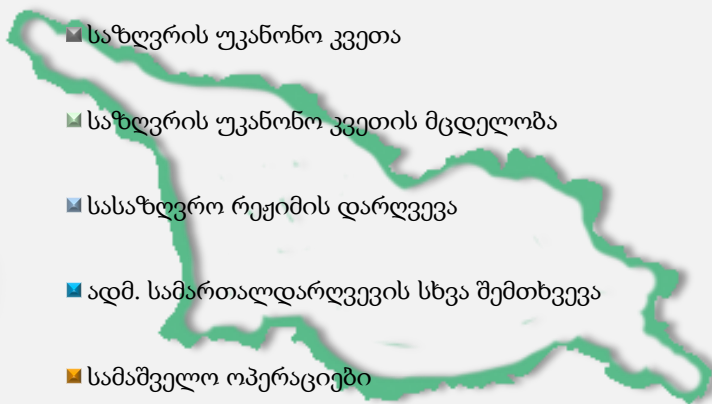 საზღვრის უკანონო კვეთა
საზღვრის უკანონო კვეთის მცდელობა
სასაზღვრო რეჟიმის დარღვევა
ადმ. სამართალდარღვევის სხვა შემთხვევა
სამაშველო ოპერაციები